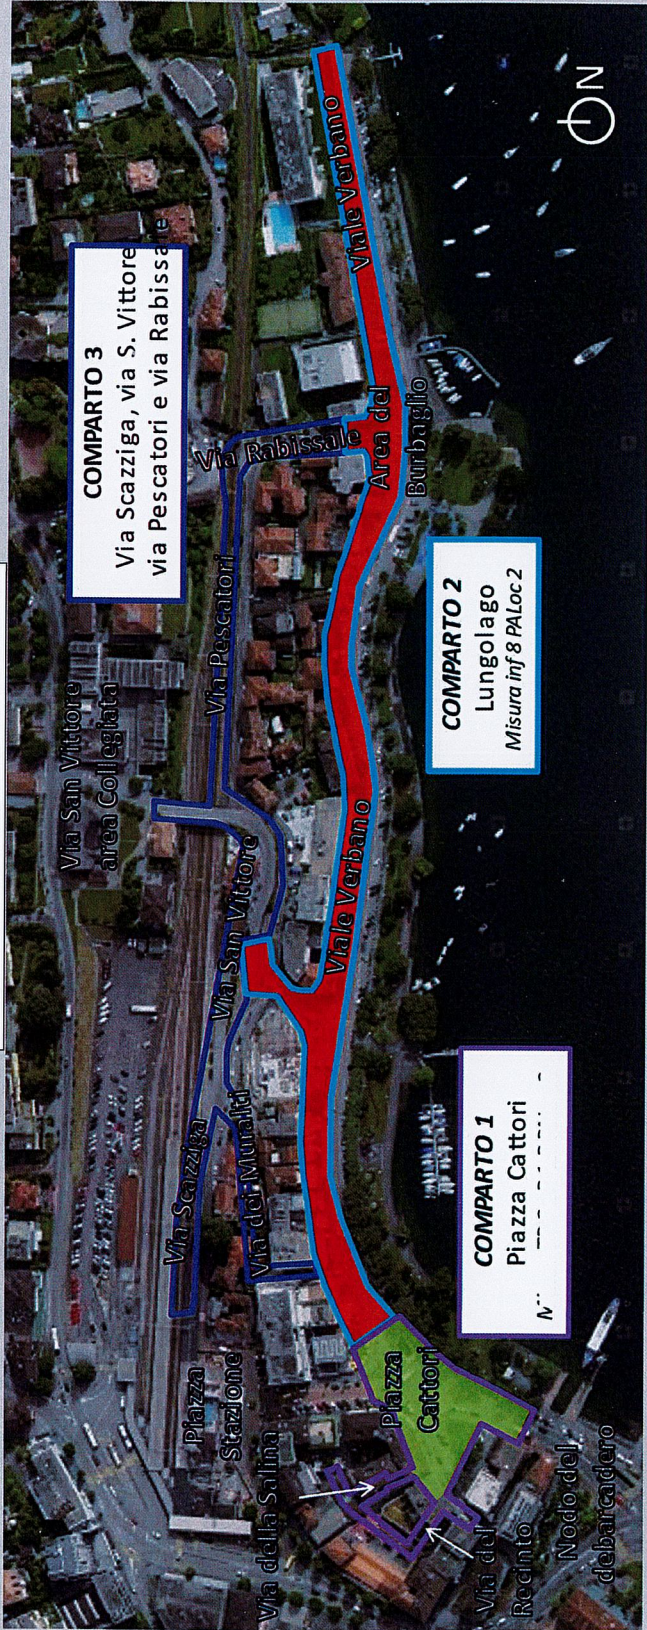 COMPARTO 3
Via Scazziga, via S. Vittore
via Pescatori e via Rabissale
Via San Vittore
area Collegiata
Via Pescatori
Via Rabissale
Viale Verbano
Area del
Burbaglio
N
Via San Vittore
Viale Verbano
COMPARTO 2
Lungolago
Misura inf 8 PALoc 2
Via Scazziga
Via dei Muralti
Piazza
Stazione
Piazza
Cattori
COMPARTO 1
Piazza Cattori
Via della Salina
Via del
Recinto
Nodo del
debarcadero